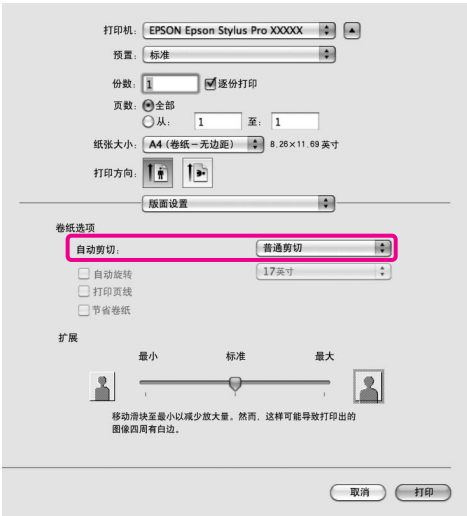 打印机: EPSON Epson Stylus Pro XXXXX
预置: 标准
份数: 1 逐份打印
页数: 全部
从: 1 至: 1
纸张大小: A4 (卷纸-无边距) 8.26×11.69 英寸
打印方向:
版面设置
卷纸选项
自动剪切: 普通剪切
自动旋转 17英寸
打印页线
节省卷纸
扩展
最小 标准 最大
移动滑块至最小以减少放大量。然而, 这样可能导致打印出的
图像四周有白边。
取消 打印